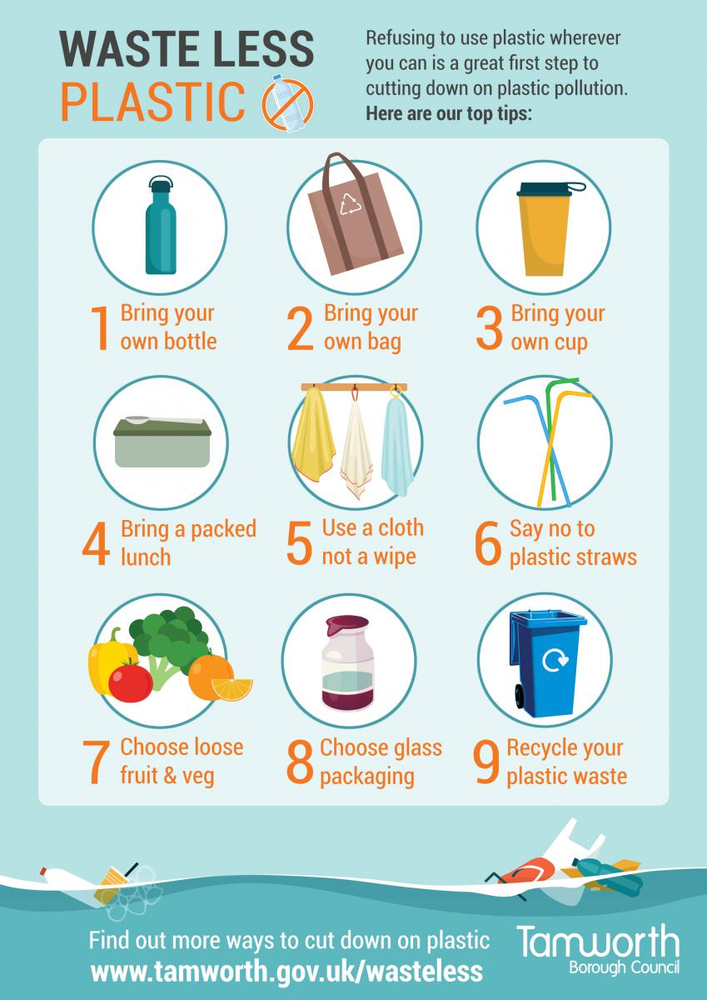 WASTE LESS
PLASTIC
Refusing to use plastic wherever
you can is a great first step to
cutting down on plastic pollution.
Here are our top tips:
1 Bring your
own bottle
2 Bring your
own bag
3 Bring your
own cup
4 Bring a packed
lunch
5 Use a cloth
not a wipe
6 Say no to
plastic straws
7 Choose loose
fruit & veg
8 Choose glass
packaging
9 Recycle your
plastic waste
Find out more ways to cut down on plastic
www.tamworth.gov.uk/wasteless
Tamworth
Borough Council